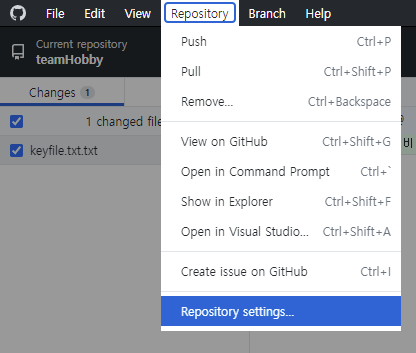 File Edit View Repository Branch Help
Current repository
teamHobby
Changes 1
1 changed file
keyfile.txt.txt
Push Ctrl+P
Pull Ctrl+Shift+P
Remove... Ctrl+Backspace
View on GitHub Ctrl+Shift+G
Open in Command Prompt Ctrl+`
Show in Explorer Ctrl+Shift+F
Open in Visual Studio... Ctrl+Shift+A
Create issue on GitHub Ctrl+I
Repository settings...